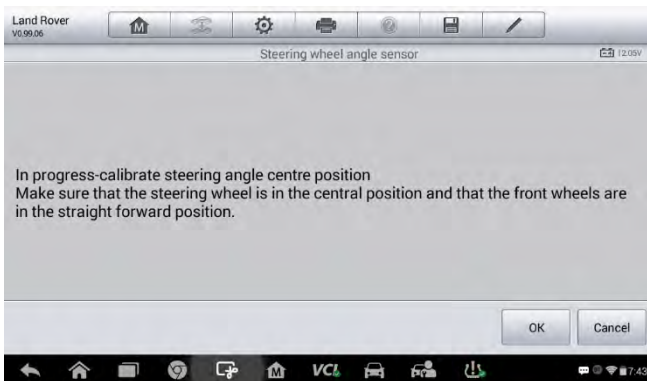 Land Rover
V0.99.06
M
Steering wheel angle sensor
12.05V
In progress-calibrate steering angle centre position
Make sure that the steering wheel is in the central position and that the front wheels are
in the straight forward position.
OK
Cancel
M
VCI
7:43